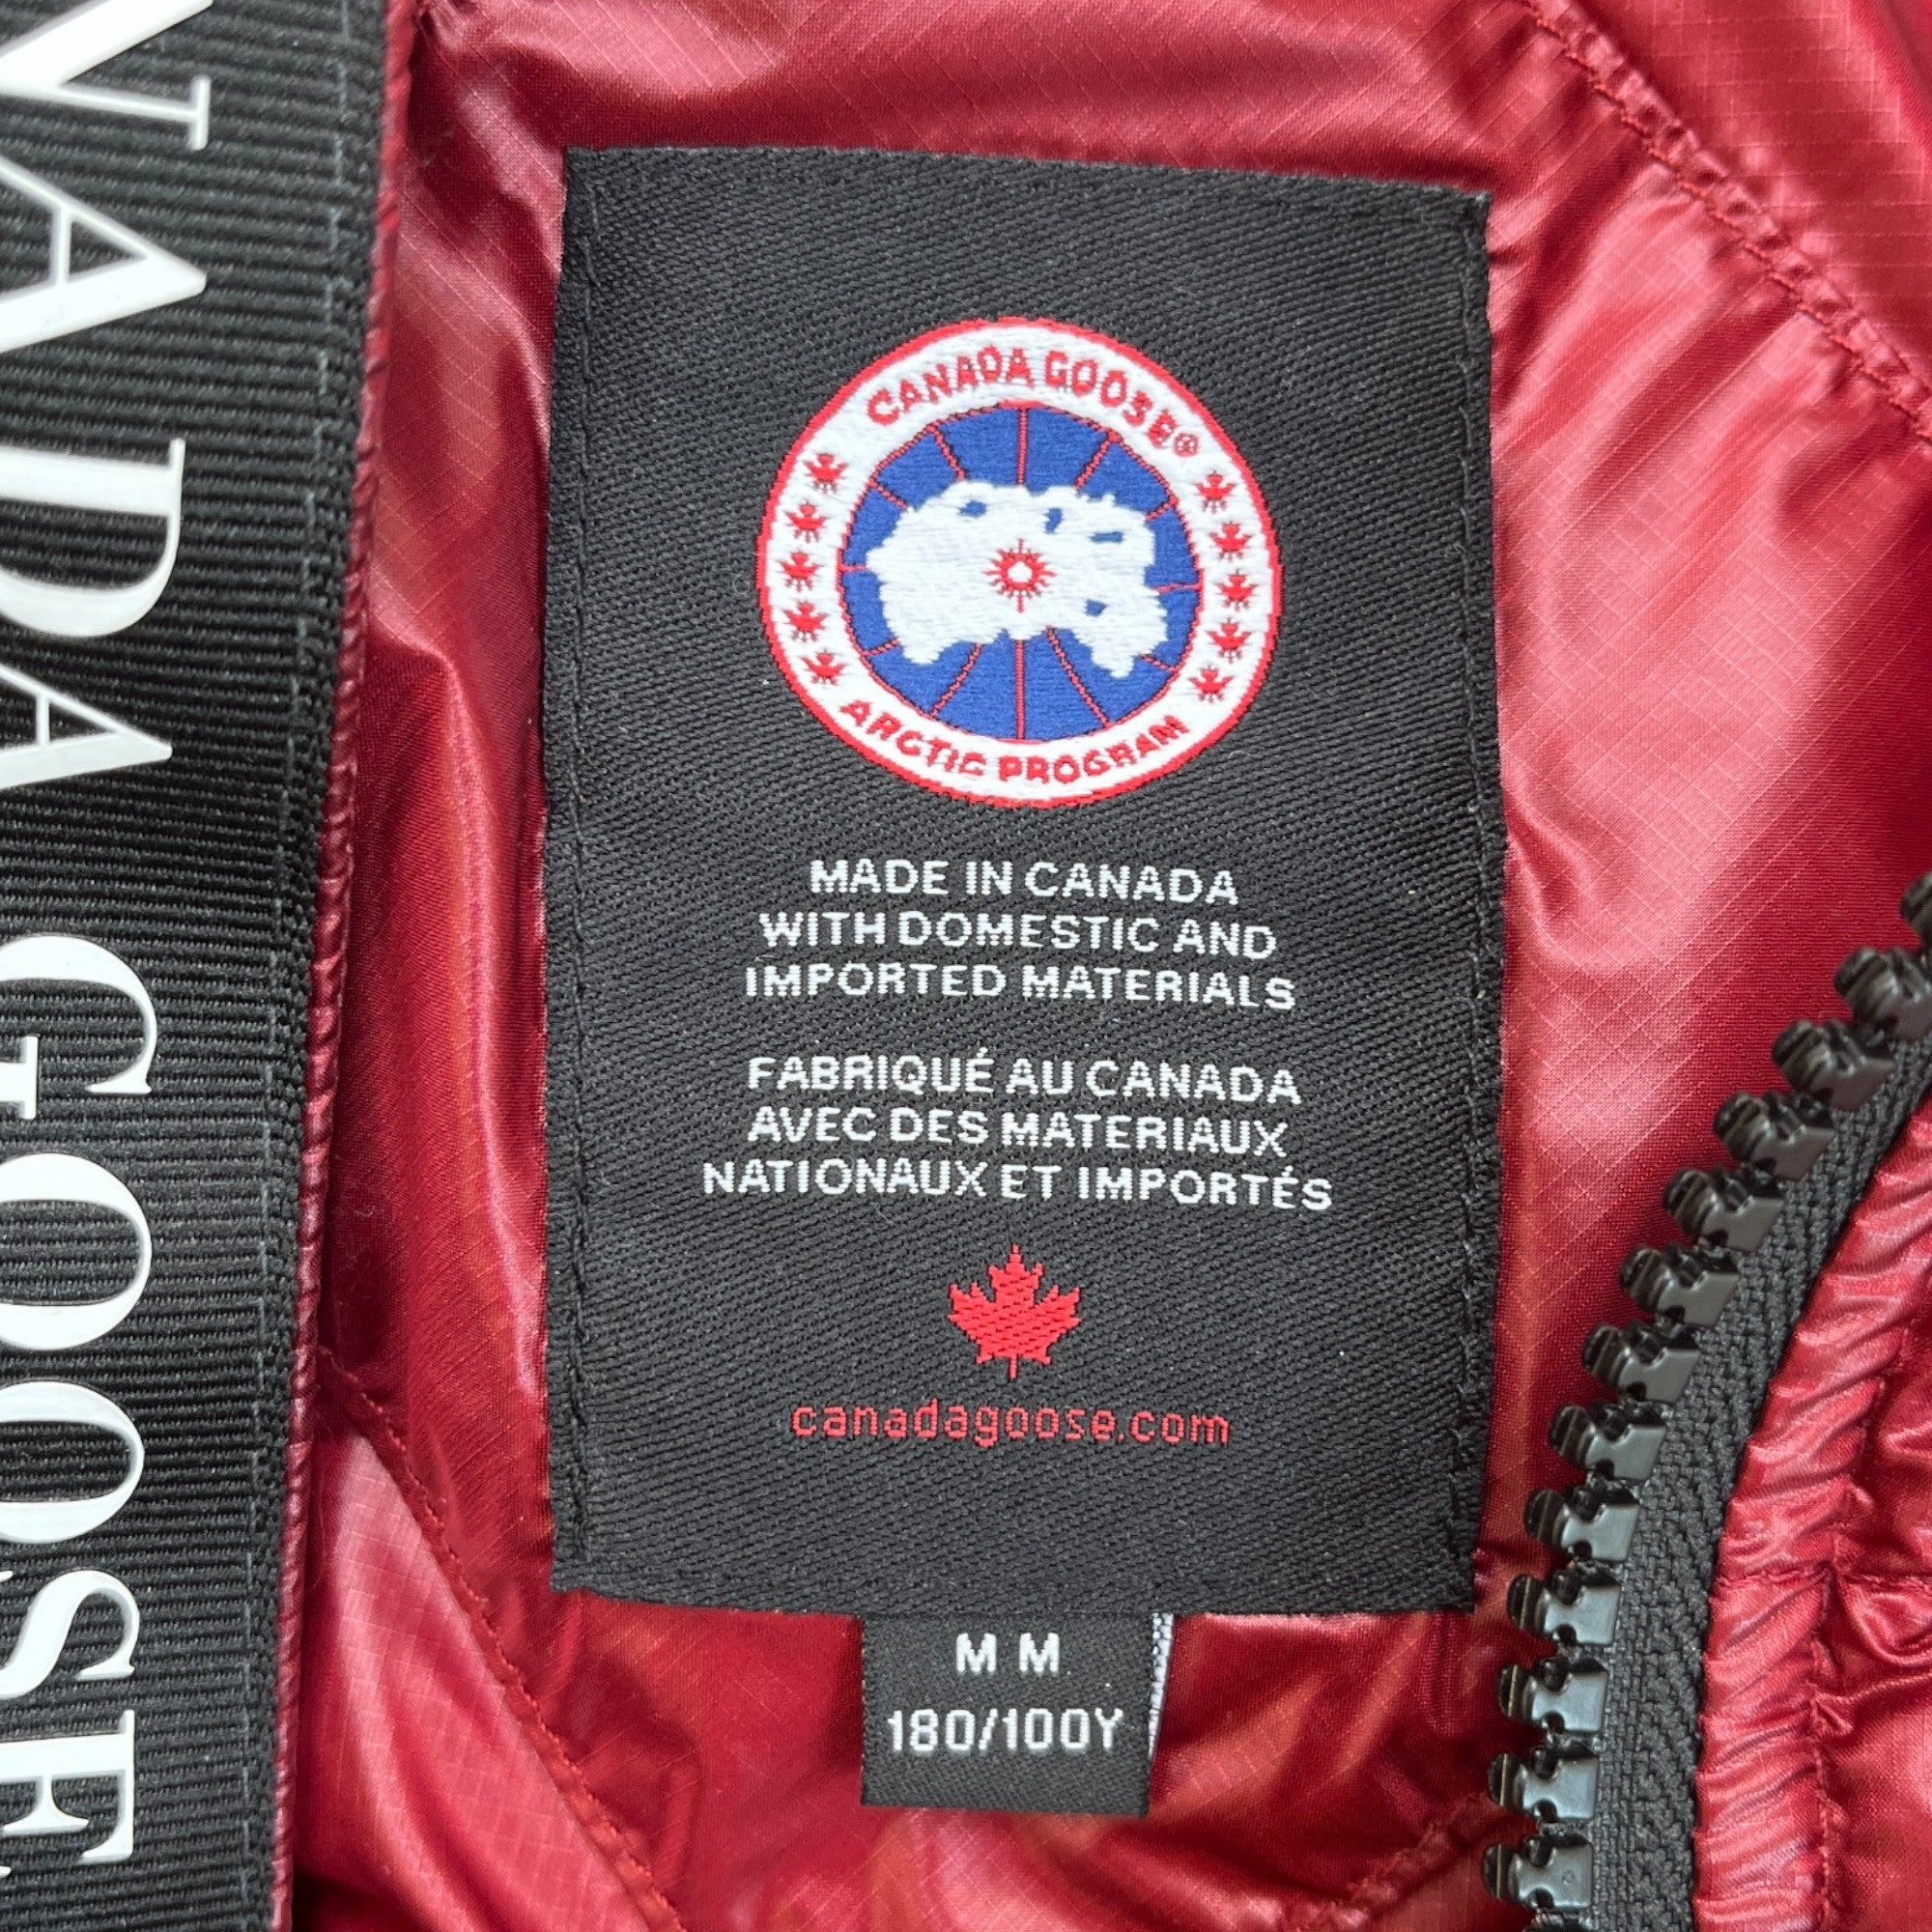 NADA GOOSE
CANADA GOOSE®
ARCTIC PROGRAM
MADE IN CANADA
WITH DOMESTIC AND
IMPORTED MATERIALS
FABRIQUÉ AU CANADA
AVEC DES MATERIAUX
NATIONAUX ET IMPORTÉS
canadagoose.com
M M
180/100Y